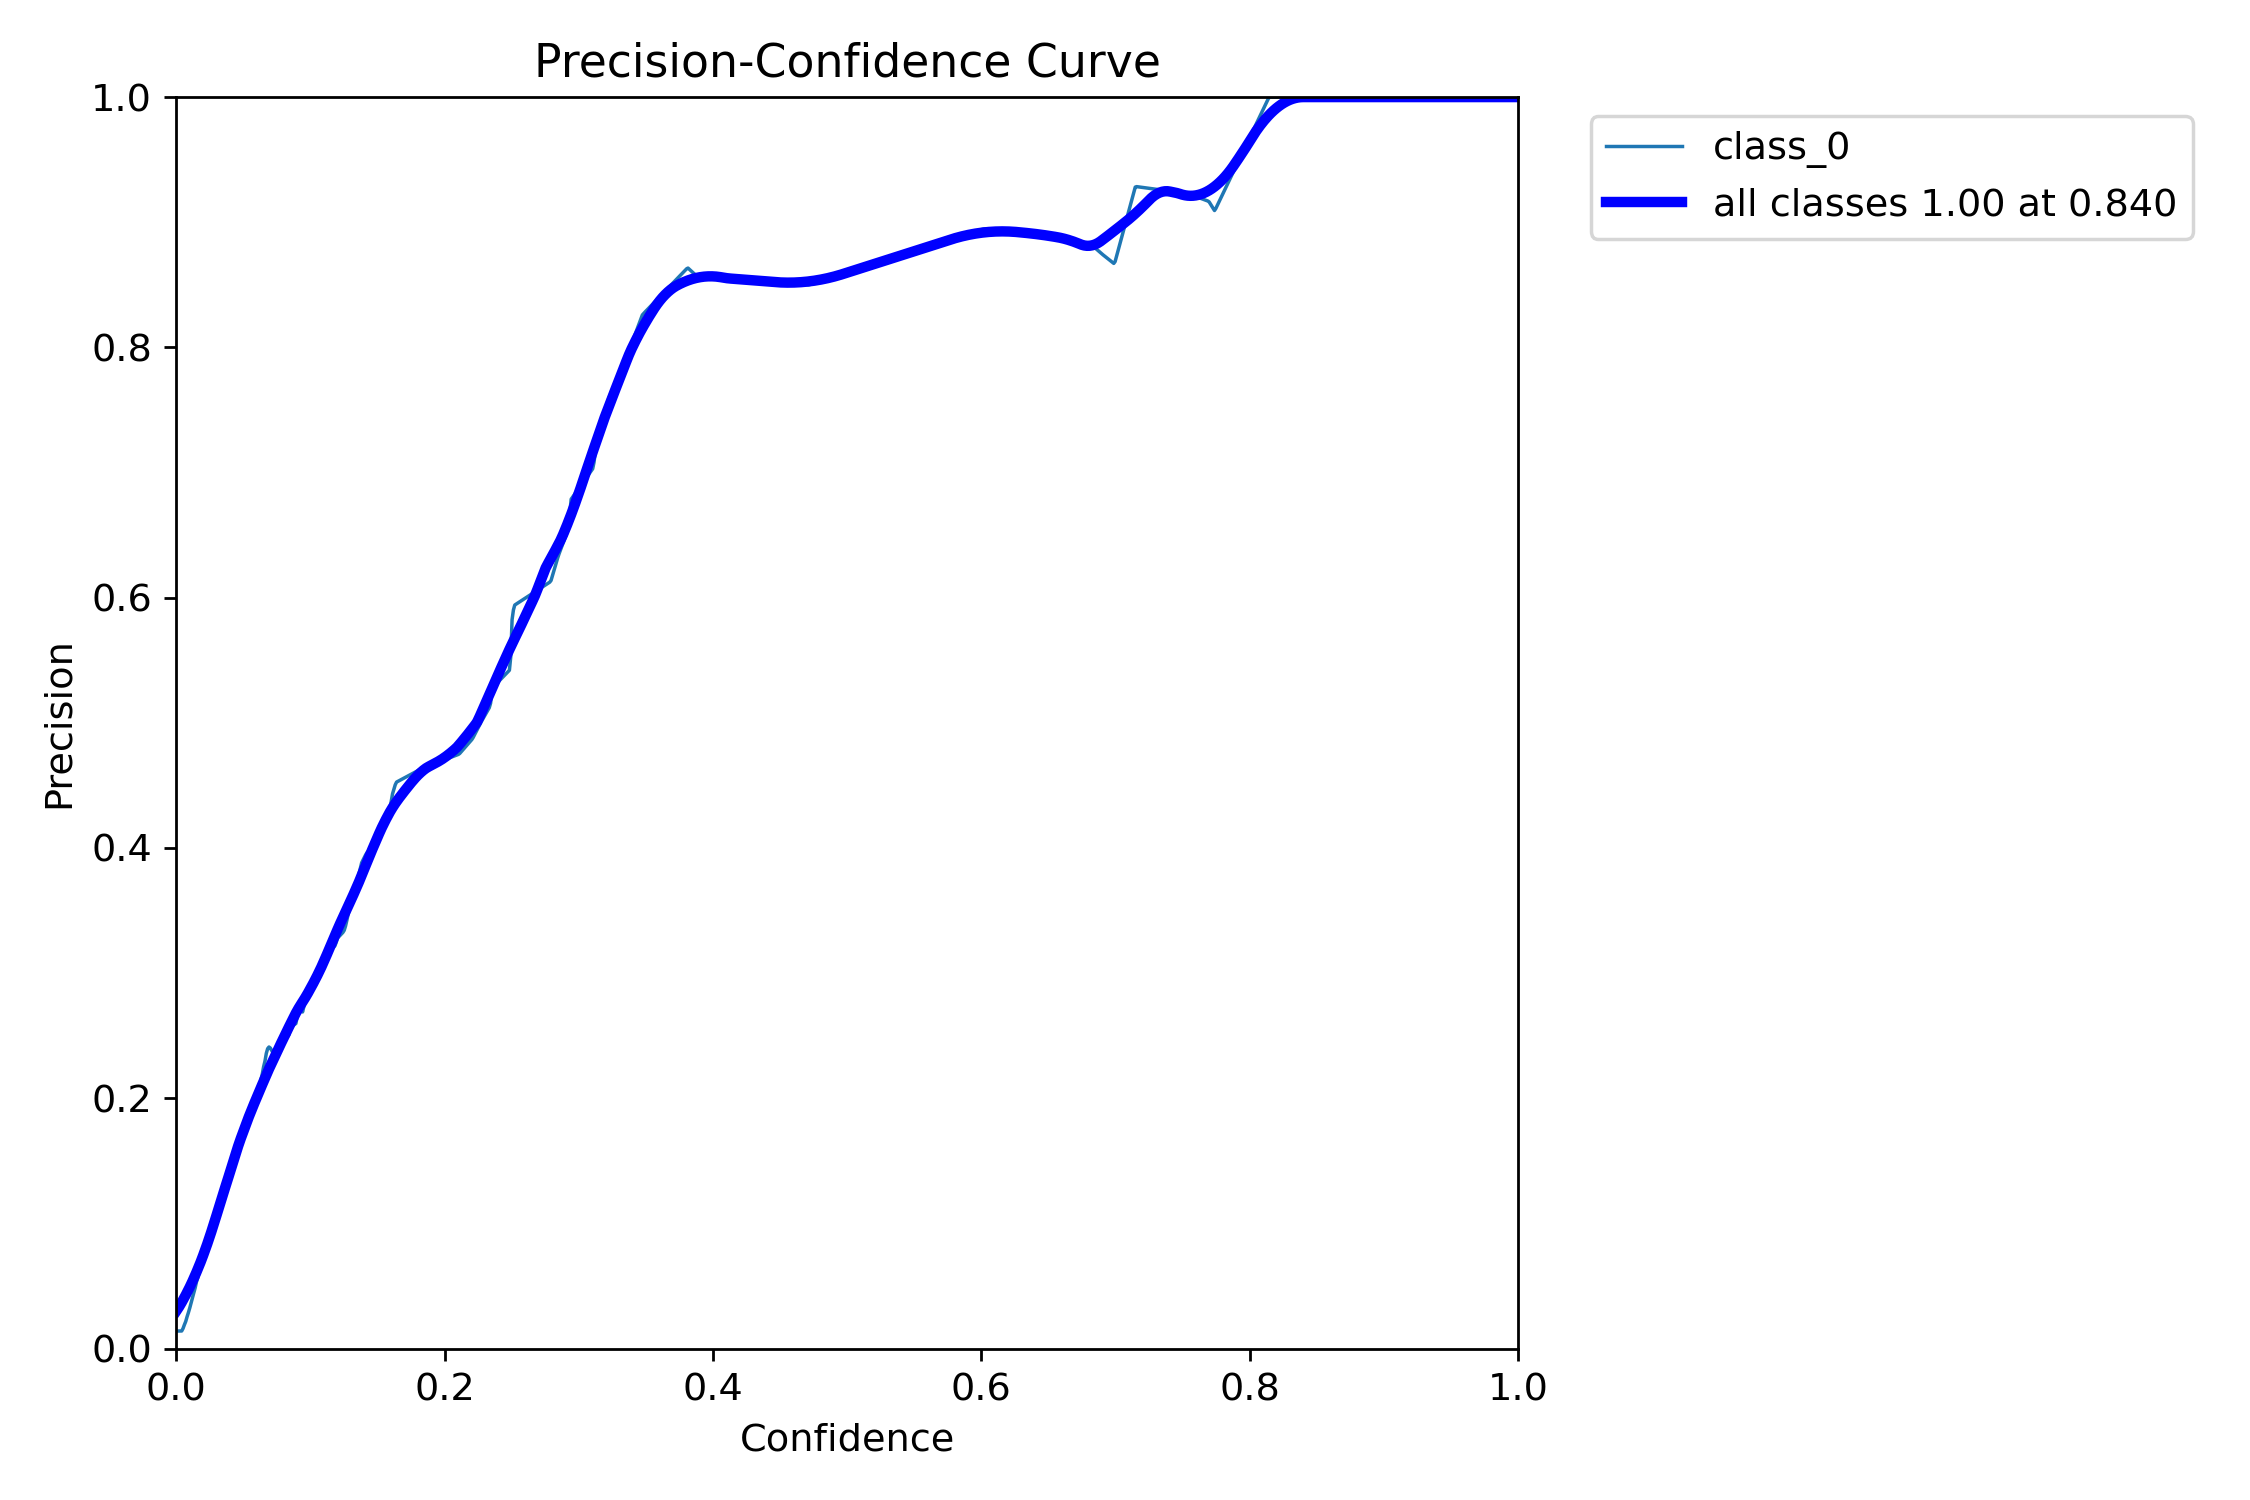 Precision-Confidence Curve
1.0
0.8
0.6
0.4
0.2
0.0
Precision
0.0 0.2 0.4 0.6 0.8 1.0
Confidence
class_0
all classes 1.00 at 0.840